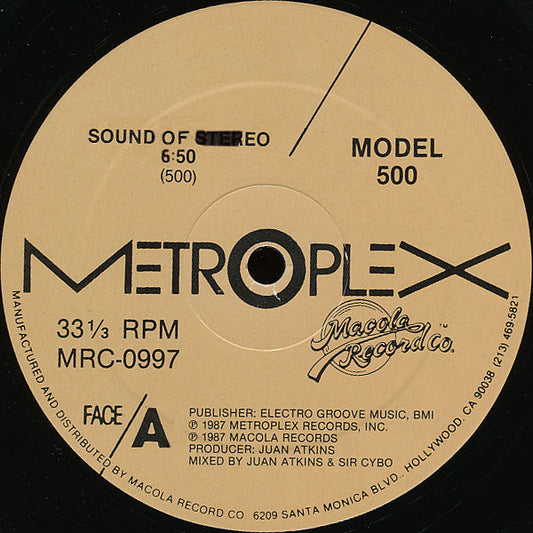 SOUND OF STEREO
6:50
(500)
MODEL
500
METROPLEX
33 1/3 RPM
MRC-0997
Macola
Record Co.
™
FACE A
PUBLISHER: ELECTRO GROOVE MUSIC, BMI
℗ 1987 METROPLEX RECORDS, INC.
℗ 1987 MACOLA RECORDS
PRODUCER: JUAN ATKINS
MIXED BY JUAN ATKINS & SIR CYBO
MANUFACTURED AND DISTRIBUTED BY MACOLA RECORD CO. 6209 SANTA MONICA BLVD., HOLLYWOOD, CA 90038 (213) 469-5821